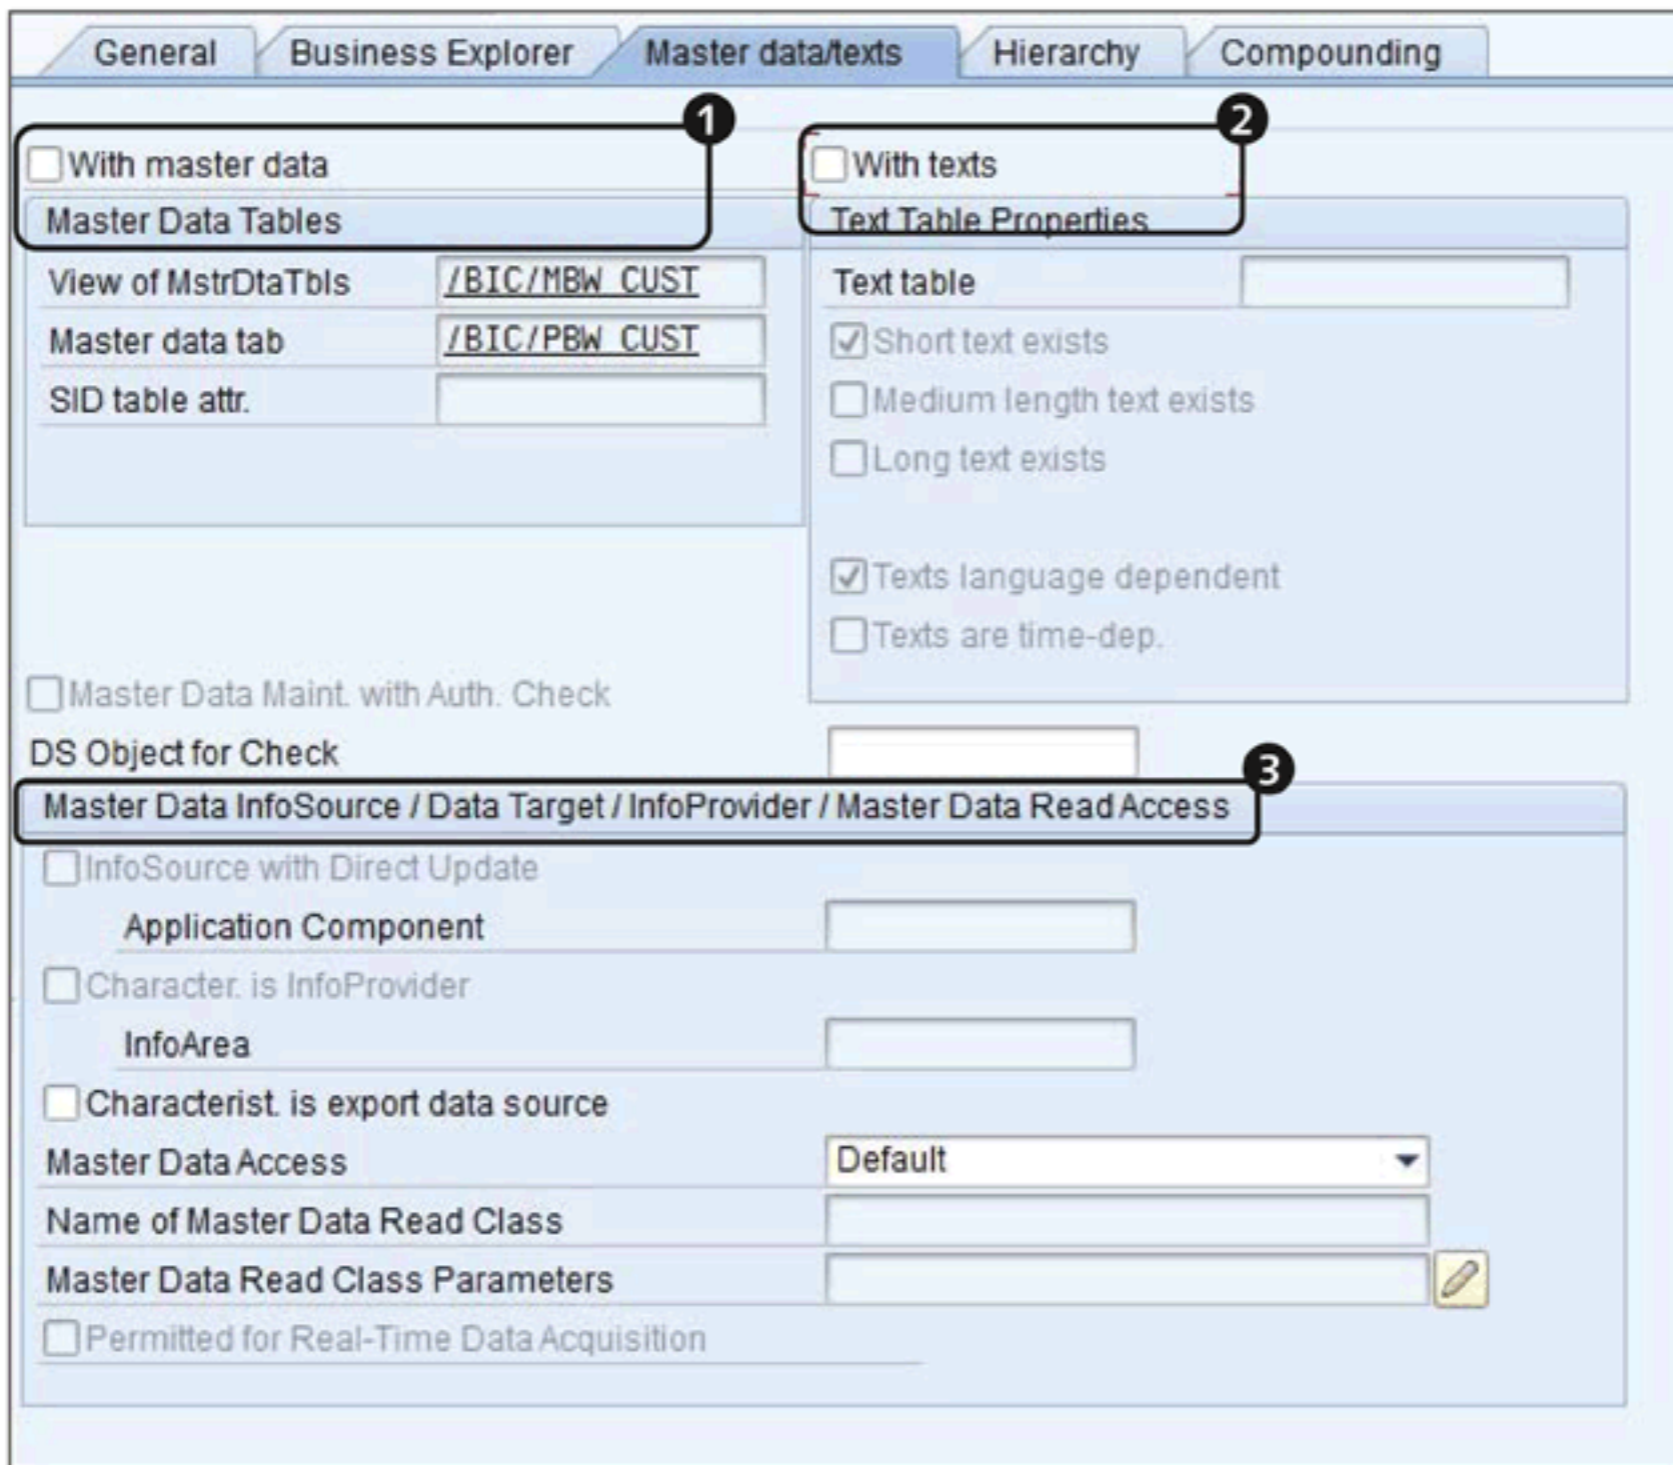 General Business Explorer Master data/texts Hierarchy Compounding
1
2
With master data
With texts
Master Data Tables
Text Table Properties
View of MstrDtaTbls /BIC/MBW_CUST
Text table
Master data tab /BIC/PBW_CUST
Short text exists
SID table attr.
Medium length text exists
Long text exists
Texts language dependent
Texts are time-dep.
Master Data Maint. with Auth. Check
DS Object for Check
3
Master Data InfoSource / Data Target / InfoProvider / Master Data Read Access
InfoSource with Direct Update
Application Component
Character. is InfoProvider
InfoArea
Characterist. is export data source
Master Data Access Default
Name of Master Data Read Class
Master Data Read Class Parameters
Permitted for Real-Time Data Acquisition